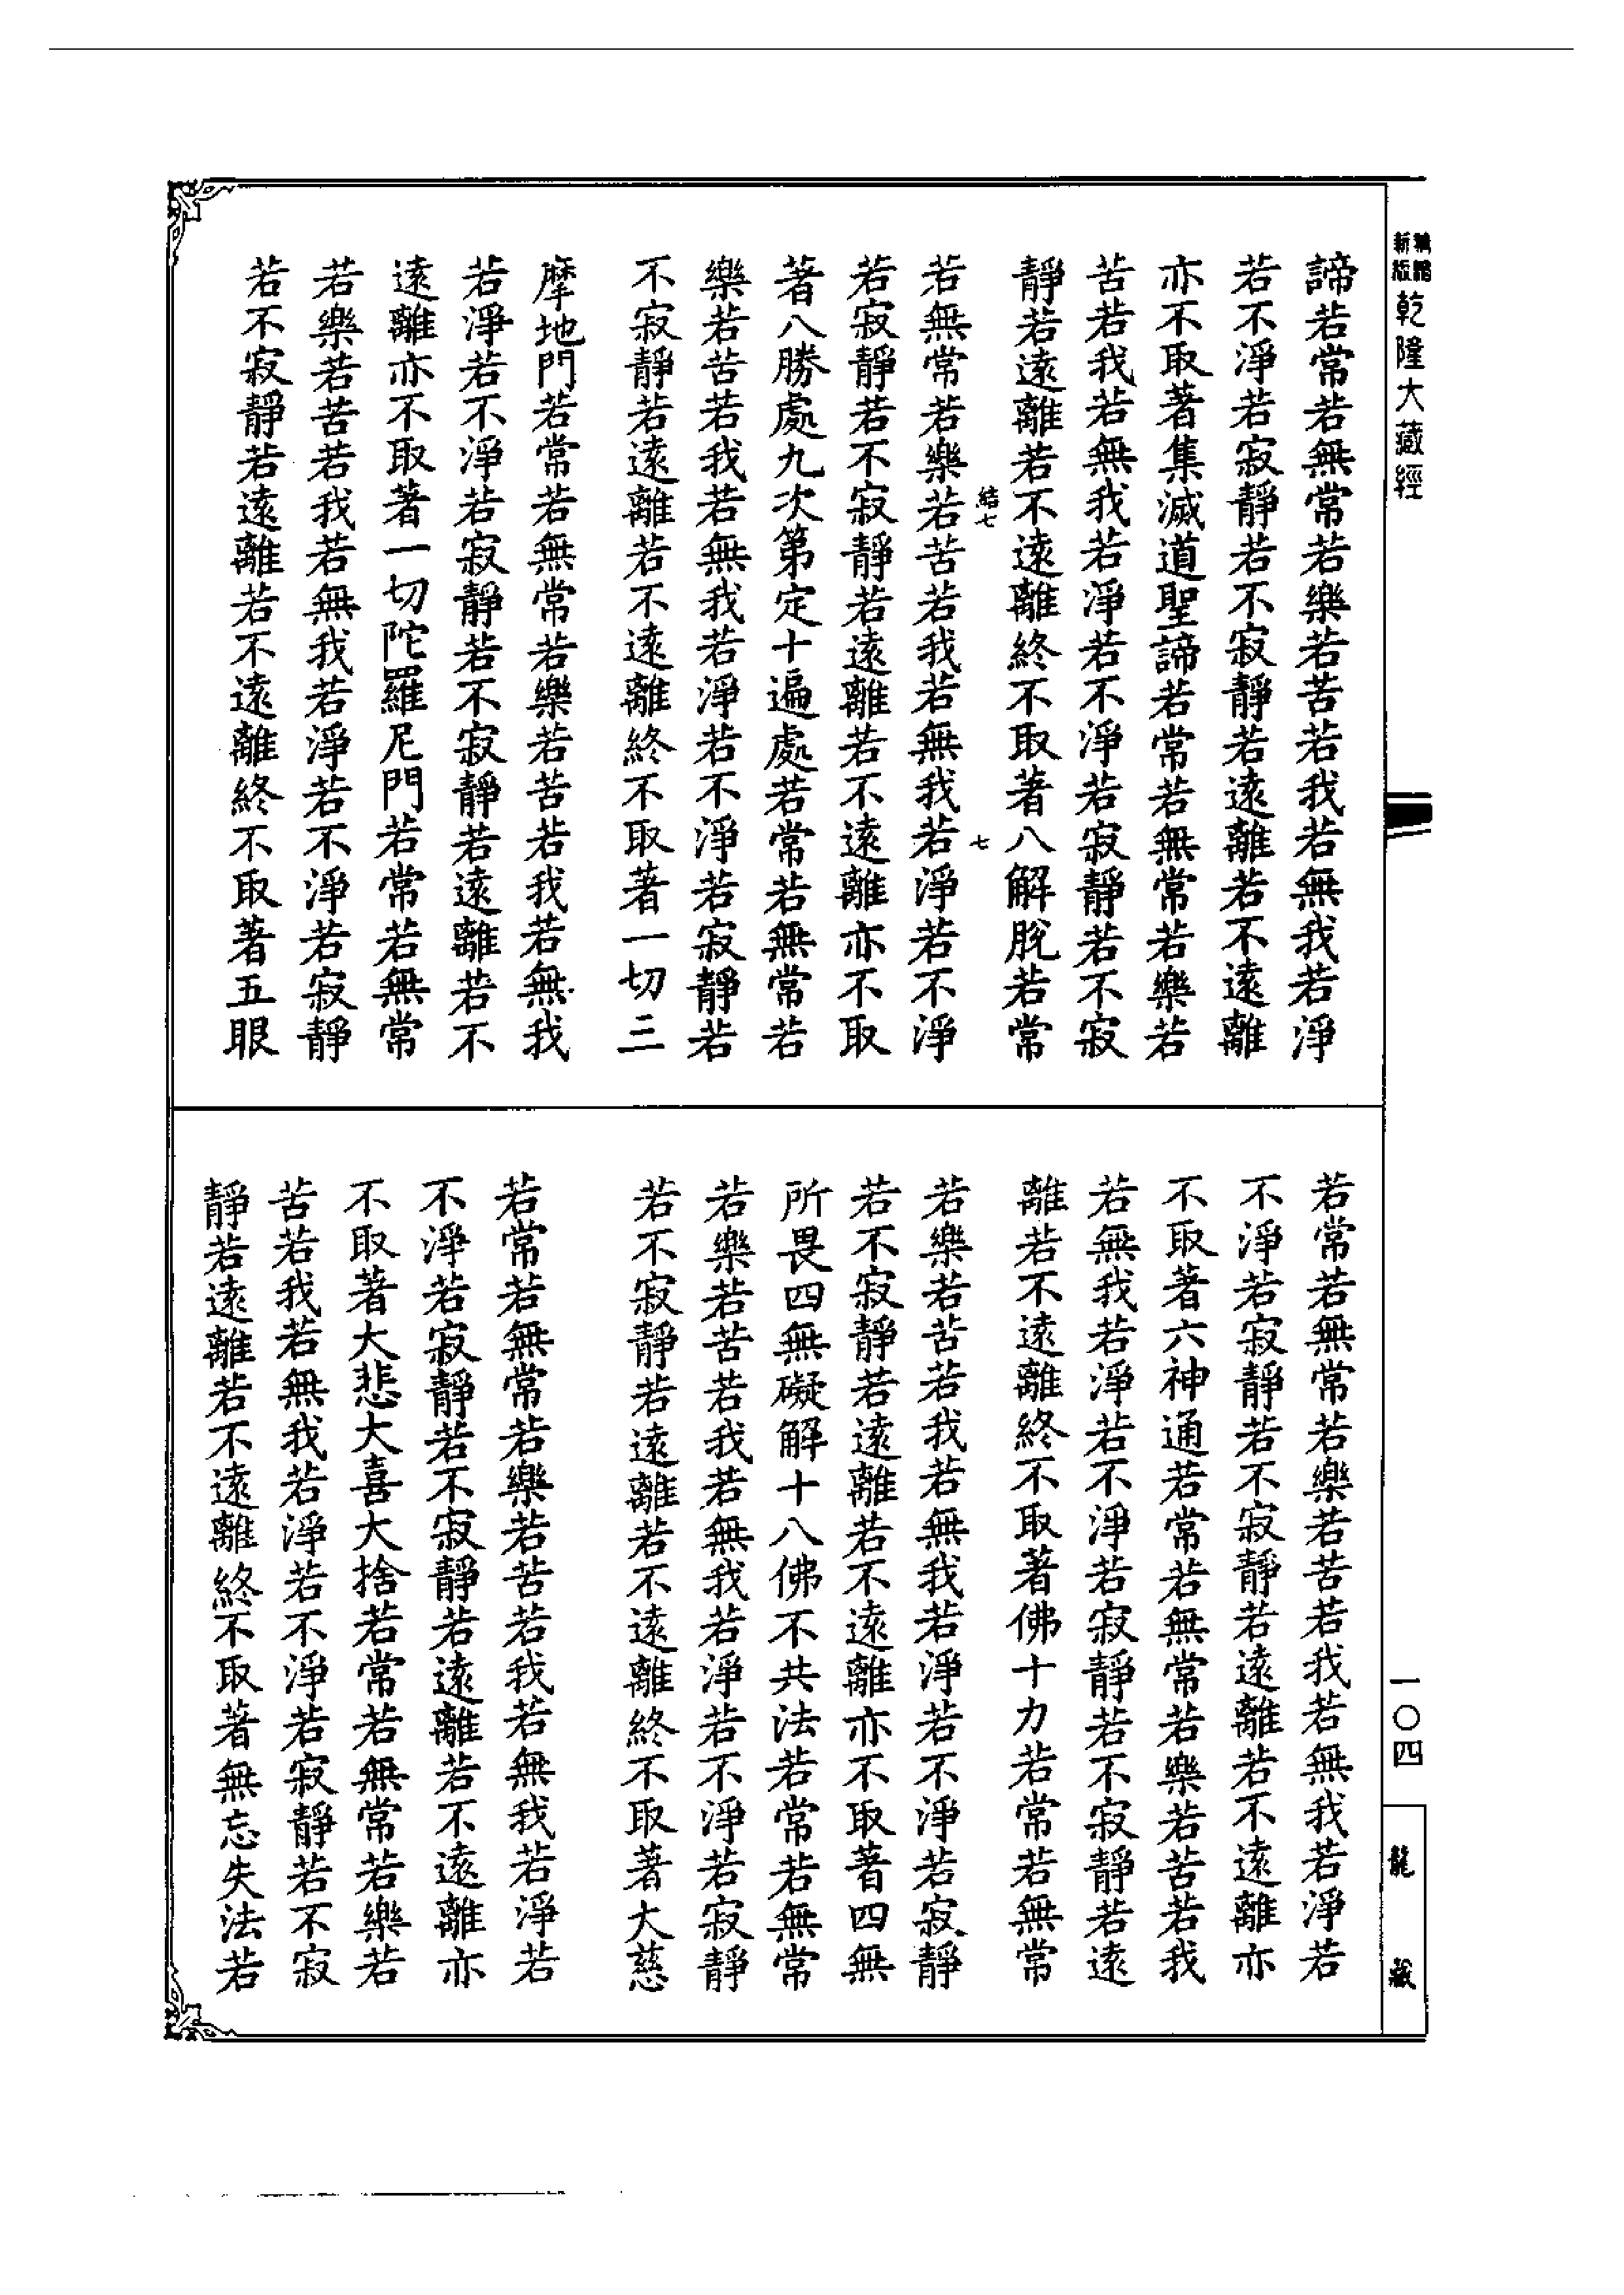 乾隆大藏經
諦若常若無常若樂若苦若我若無我若淨
若不淨若寂靜若不寂靜若遠離若不遠離
亦不取著集滅道聖諦若常若無常若樂若
苦若我若無我若淨若不淨若寂靜若不寂
靜若遠離若不遠離終不取著八解脫若常
結七
七
若無常若樂若苦若我若無我若淨若不淨
若寂靜若不寂靜若遠離若不遠離亦不取
著八勝處九次第定十遍處若常若無常若
樂若苦若我若無我若淨若不淨若寂靜若
不寂靜若遠離若不遠離終不取著一切三
摩地門若常若無常若樂若苦若我若無我
若淨若不淨若寂靜若不寂靜若遠離若不
遠離亦不取著一切陀羅尼門若常若無常
若樂若苦若我若無我若淨若不淨若寂靜
若不寂靜若遠離若不遠離終不取著五眼
若常若無常若樂若苦若我若無我若淨若
不淨若寂靜若不寂靜若遠離若不遠離亦
不取著六神通若常若無常若樂若苦若我
若無我若淨若不淨若寂靜若不寂靜若遠
離若不遠離終不取著佛十力若常若無常
若樂若苦若我若無我若淨若不淨若寂靜
若不寂靜若遠離若不遠離亦不取著四無
所畏四無礙解十八佛不共法若常若無常
若樂若苦若我若無我若淨若不淨若寂靜
若不寂靜若遠離若不遠離終不取著大慈
若常若無常若樂若苦若我若無我若淨若
不淨若寂靜若不寂靜若遠離若不遠離亦
不取著大悲大喜大捨若常若無常若樂若
苦若我若無我若淨若不淨若寂靜若不寂
靜若遠離若不遠離終不取著無忘失法若
一〇四
龍藏